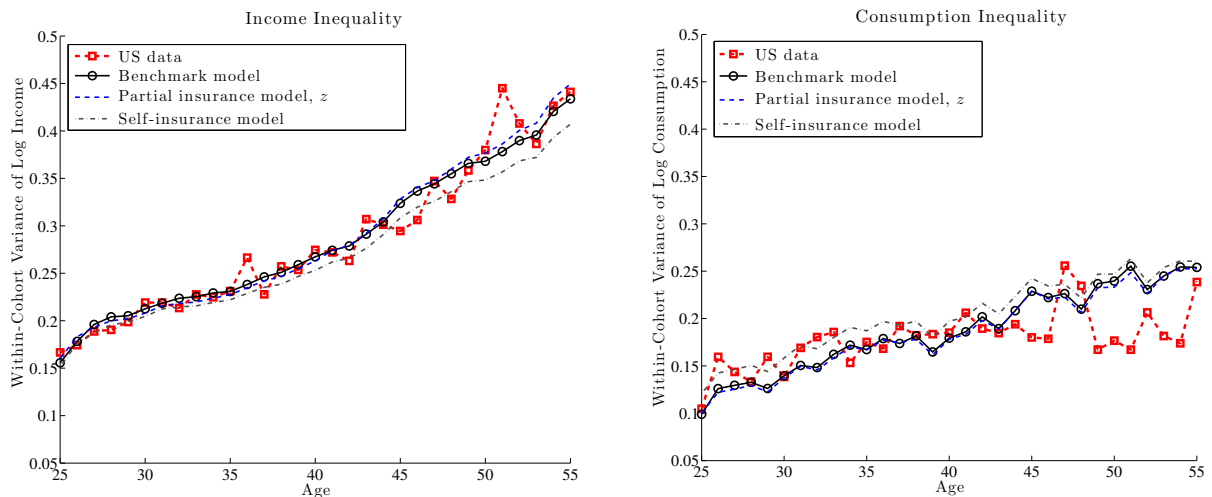 Income Inequality
0.5
0.45
0.4
0.35
0.3
0.25
0.2
0.15
0.1
0.05
Within-Cohort Variance of Log Income
US data
Benchmark model
Partial insurance model, z
Self-insurance model
25 30 35 40 45 50 55
Age
Consumption Inequality
0.5
0.45
0.4
0.35
0.3
0.25
0.2
0.15
0.1
0.05
Within-Cohort Variance of Log Consumption
US data
Benchmark model
Partial insurance model, z
Self-insurance model
25 30 35 40 45 50 55
Age